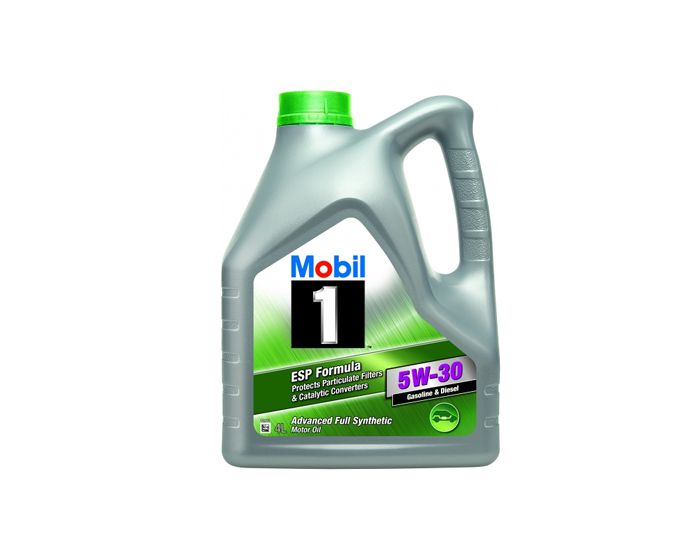 Mobil
1
™
ESP Formula
Protects Particulate Filters
& Catalytic Converters
5W-30
Gasoline & Diesel
Advanced Full Synthetic
Motor Oil
4L